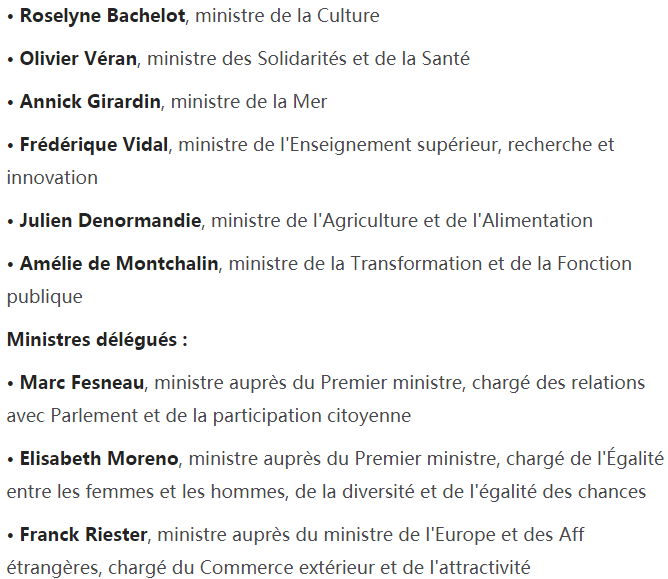 • Roselyne Bachelot, ministre de la Culture
• Olivier Véran, ministre des Solidarités et de la Santé
• Annick Girardin, ministre de la Mer
• Frédérique Vidal, ministre de l'Enseignement supérieur, recherche et
innovation
• Julien Denormandie, ministre de l'Agriculture et de l'Alimentation
• Amélie de Montchalin, ministre de la Transformation et de la Fonction
publique
Ministres délégués :
• Marc Fesneau, ministre auprès du Premier ministre, chargé des relations
avec Parlement et de la participation citoyenne
• Elisabeth Moreno, ministre auprès du Premier ministre, chargé de l'Égalité
entre les femmes et les hommes, de la diversité et de l'égalité des chances
• Franck Riester, ministre auprès du ministre de l'Europe et des Aff
étrangères, chargé du Commerce extérieur et de l'attractivité